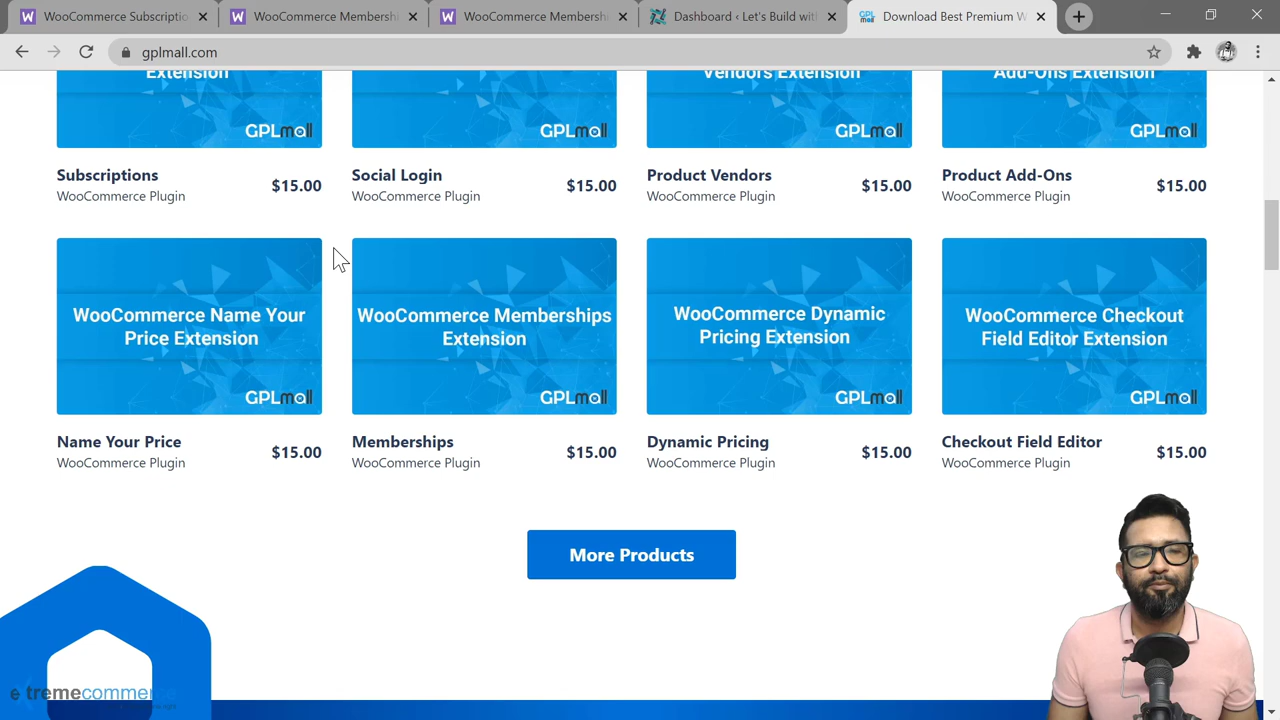 WooCommerce Subscriptio
WooCommerce Membershi
WooCommerce Membershi
Dashboard ‹ Let's Build wit
Download Best Premium W
gplmall.com
Extension
Vendors Extension
Add-Ons Extension
GPLmall
GPLmall
GPLmall
GPLmall
Subscriptions
WooCommerce Plugin
$15.00
Social Login
WooCommerce Plugin
$15.00
Product Vendors
WooCommerce Plugin
$15.00
Product Add-Ons
WooCommerce Plugin
$15.00
WooCommerce Name Your
Price Extension
GPLmall
WooCommerce Memberships
Extension
GPLmall
WooCommerce Dynamic
Pricing Extension
GPLmall
WooCommerce Checkout
Field Editor Extension
GPLmall
Name Your Price
WooCommerce Plugin
$15.00
Memberships
WooCommerce Plugin
$15.00
Dynamic Pricing
WooCommerce Plugin
$15.00
Checkout Field Editor
WooCommerce Plugin
$15.00
More Products
e tremecommerce